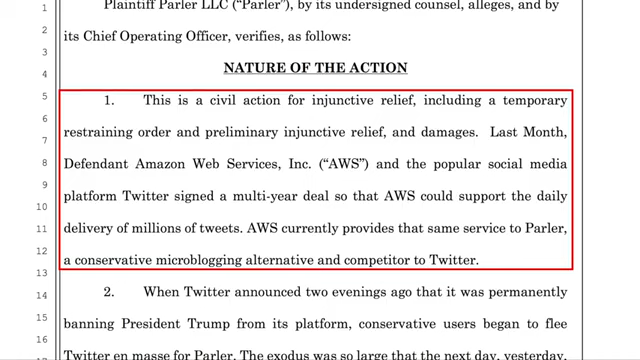 1
Plaintiff Parler LLC (“Parler”), by its undersigned counsel, alleges, and by
2
its Chief Operating Officer, verifies, as follows:
3
4
NATURE OF THE ACTION
5
1. This is a civil action for injunctive relief, including a temporary
6
7
restraining order and preliminary injunctive relief, and damages. Last Month,
8
Defendant Amazon Web Services, Inc. (“AWS”) and the popular social media
9
platform Twitter signed a multi-year deal so that AWS could support the daily
10
11
delivery of millions of tweets. AWS currently provides that same service to Parler,
12
a conservative microblogging alternative and competitor to Twitter.
13
14
2. When Twitter announced two evenings ago that it was permanently
15
banning President Trump from its platform, conservative users began to flee
16
Twitter en masse for Parler. The exodus was so large that the next day, yesterday,